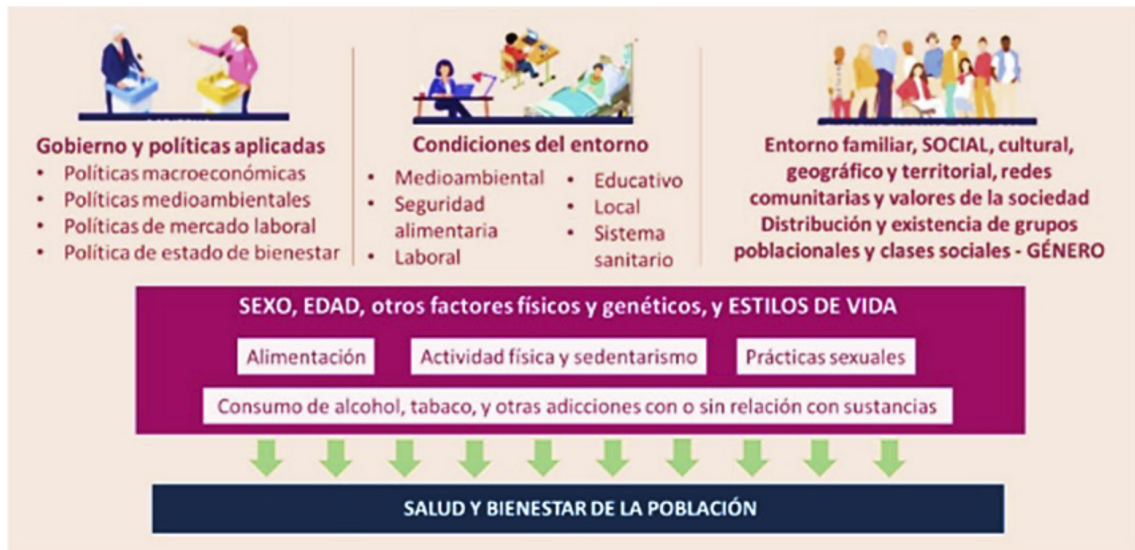 Gobierno y políticas aplicadas
• Políticas macroeconómicas
• Políticas medioambientales
• Políticas de mercado laboral
• Política de estado de bienestar
Condiciones del entorno
• Medioambiental
• Seguridad
alimentaria
• Laboral
• Educativo
• Local
• Sistema
sanitario
Entorno familiar, SOCIAL, cultural,
geográfico y territorial, redes
comunitarias y valores de la sociedad
Distribución y existencia de grupos
poblacionales y clases sociales - GÉNERO
SEXO, EDAD, otros factores físicos y genéticos, y ESTILOS DE VIDA
Alimentación
Actividad física y sedentarismo
Prácticas sexuales
Consumo de alcohol, tabaco, y otras adicciones con o sin relación con sustancias
SALUD Y BIENESTAR DE LA POBLACIÓN